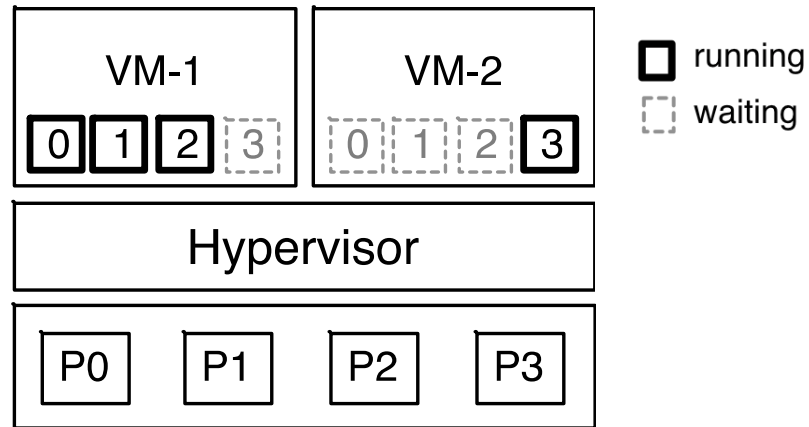 VM-1
0 1 2 3
VM-2
0 1 2 3
running
waiting
Hypervisor
P0 P1 P2 P3